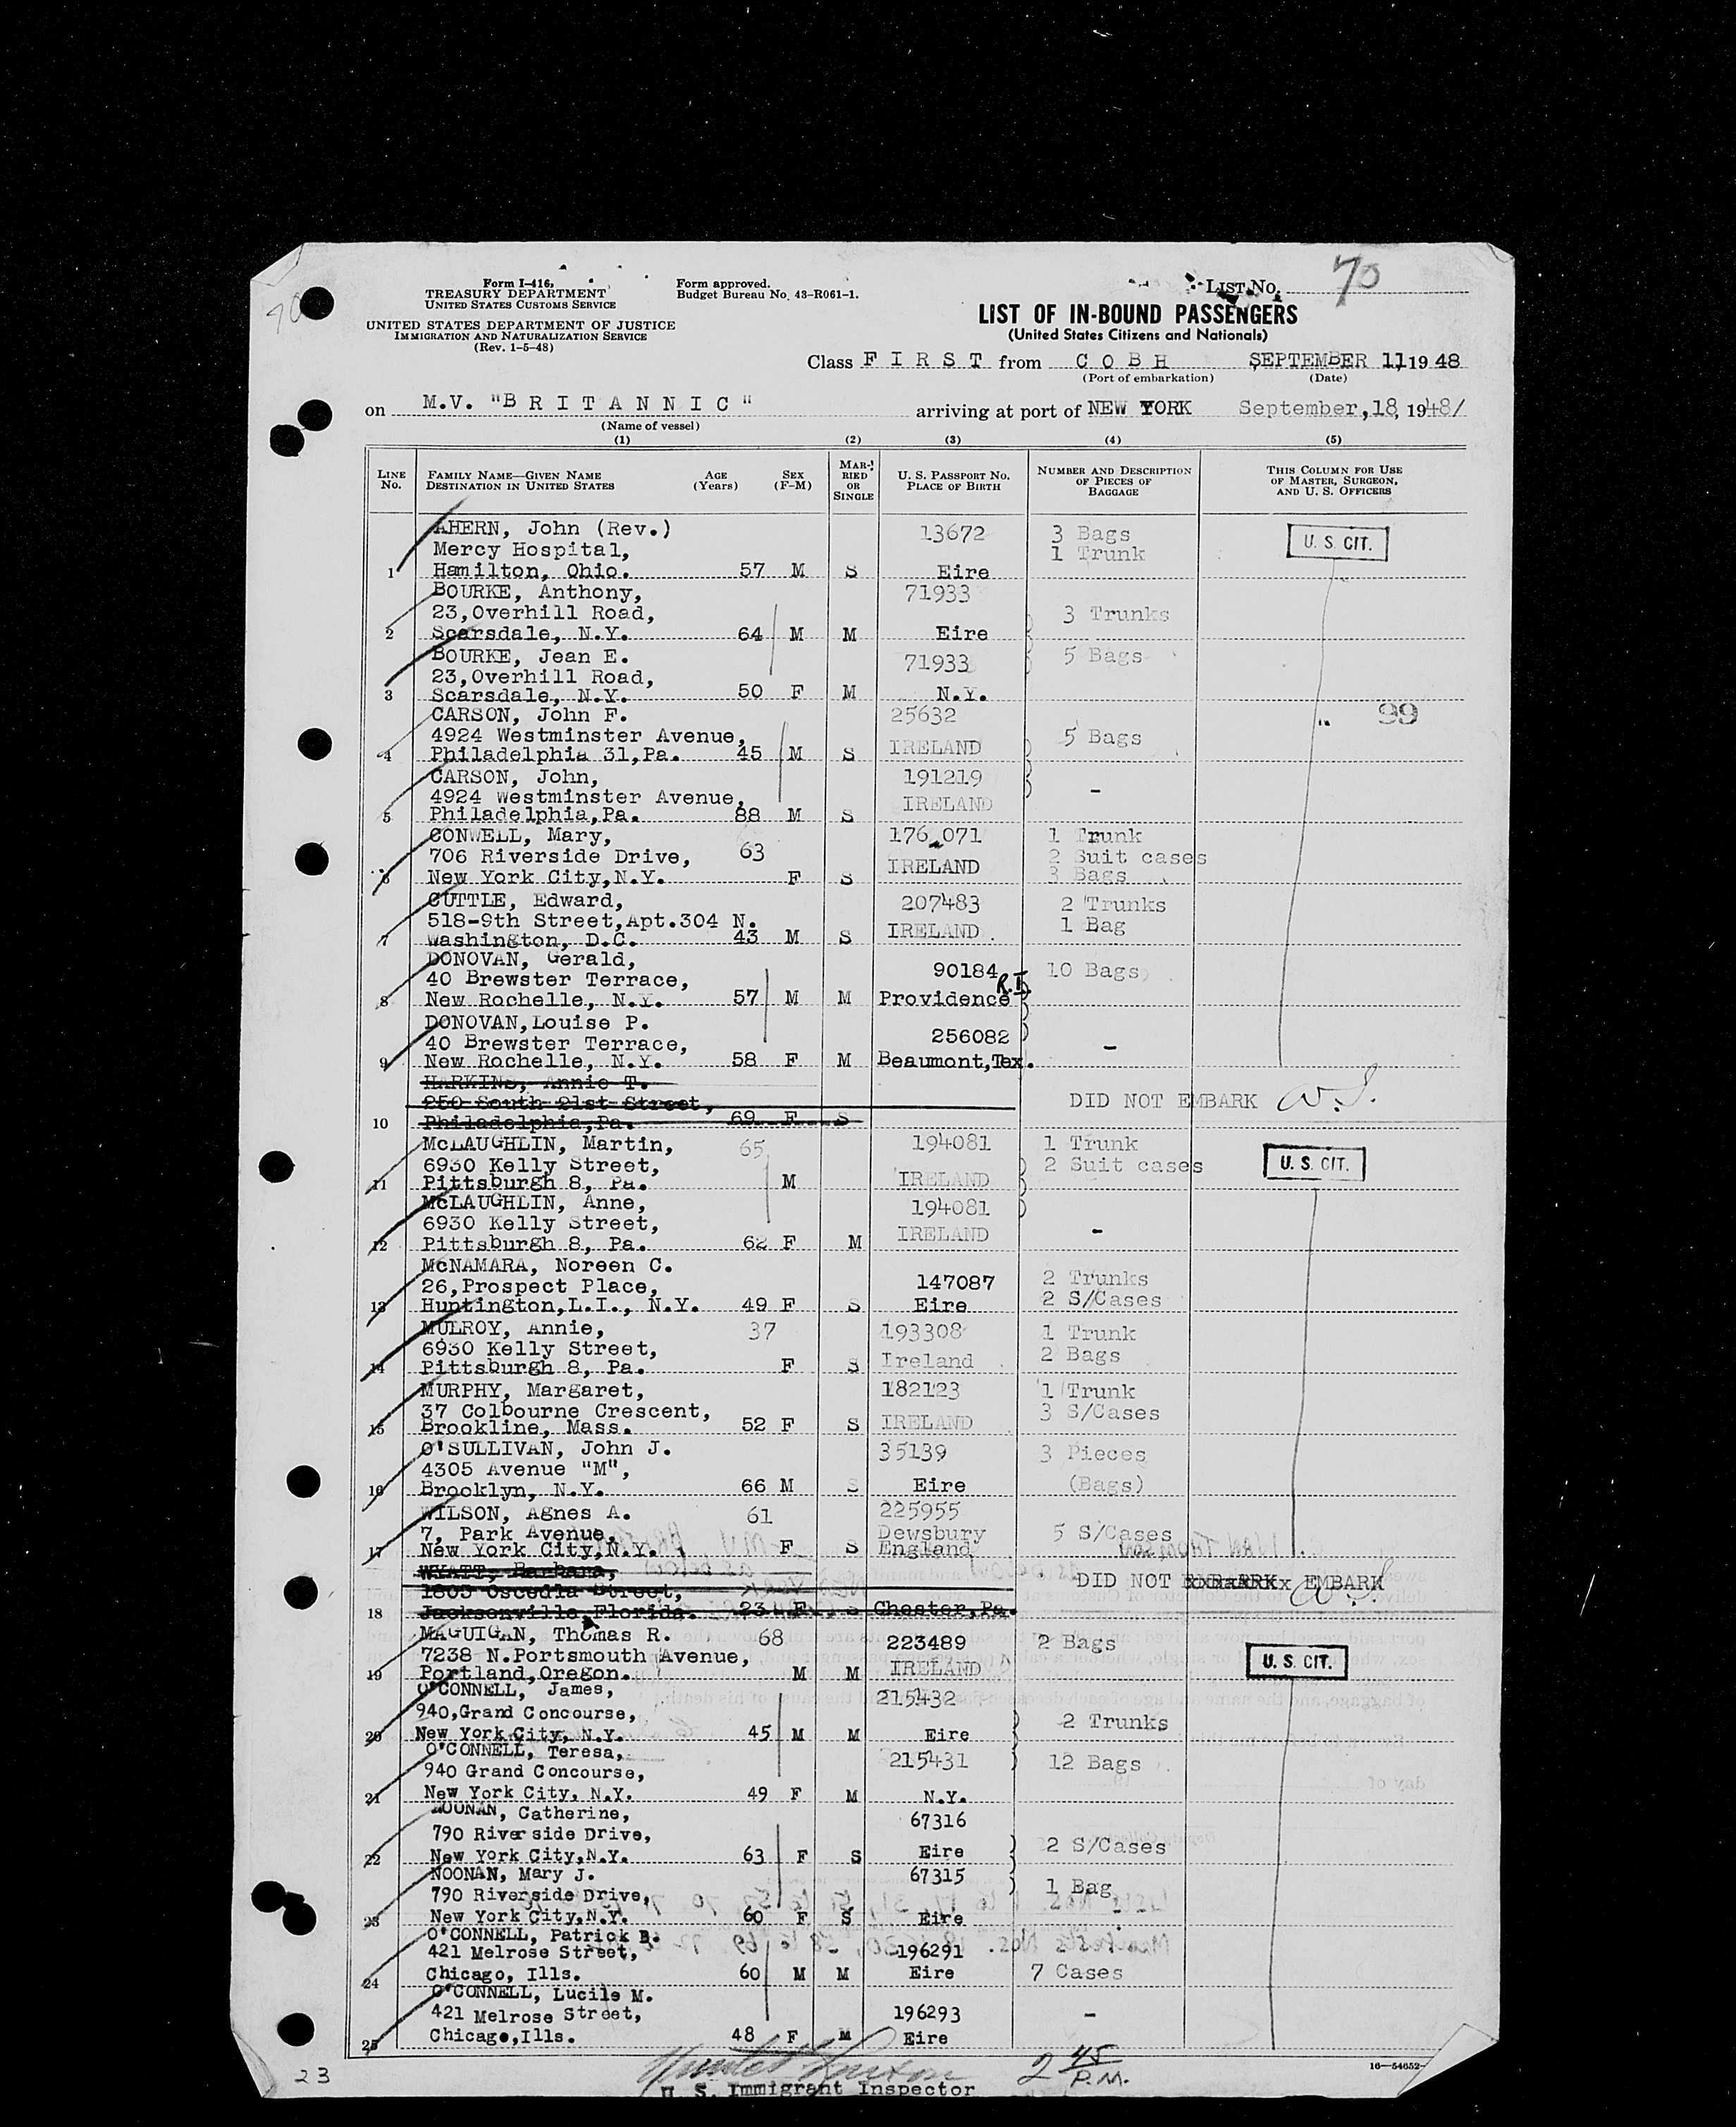 70
Form I-416,
TREASURY DEPARTMENT
UNITED STATES CUSTOMS SERVICE
UNITED STATES DEPARTMENT OF JUSTICE
IMMIGRATION AND NATURALIZATION SERVICE
(Rev. 1-5-48)
Form approved.
Budget Bureau No. 43-R061-1.
LIST No. 70
LIST OF IN-BOUND PASSENGERS
(United States Citizens and Nationals)
Class FIRST from COBH SEPTEMBER 11, 1948
(Port of embarkation) (Date)
on M.V. "BRITANNIC" arriving at port of NEW YORK September, 18, 1948/
(Name of vessel)
(1) (2) (3) (4) (5)
LINE No. FAMILY NAME—GIVEN NAME DESTINATION IN UNITED STATES AGE (Years) SEX (F-M) MARRIED OR SINGLE U. S. PASSPORT NO. PLACE OF BIRTH NUMBER AND DESCRIPTION OF PIECES OF BAGGAGE THIS COLUMN FOR USE OF MASTER, SURGEON, AND U. S. OFFICERS
AHERN, John (Rev.) 13672 3 Bags U. S. CIT.
Mercy Hospital, 1 Trunk
1 Hamilton, Ohio. 57 M S Eire
BOURKE, Anthony, 71933
23,Overhill Road, 3 Trunks
2 Scarsdale, N.Y. 64 M M Eire
BOURKE, Jean E. 71933 5 Bags
23,Overhill Road,
3 Scarsdale, N.Y. 50 F M N.Y.
CARSON, John F. 25632 " 99
4924 Westminster Avenue, 5 Bags
4 Philadelphia 31,Pa. 45 M S IRELAND
CARSON, John, 191219
4924 Westminster Avenue, IRELAND -
5 Philadelphia,Pa. 88 M S
CONWELL, Mary, 176,071 1 Trunk
706 Riverside Drive, 63 IRELAND 2 Suit cases
6 New York City,N.Y. F S 3 Bags
CUTTLE, Edward, 207483 2 Trunks
518-9th Street,Apt.304 N. 1 Bag
7 Washington, D.C. 43 M S IRELAND
DONOVAN, Gerald, 90184 10 Bags
40 Brewster Terrace, R.I.
8 New Rochelle, N.Y. 57 M M Providence
DONOVAN,Louise P. 256082
40 Brewster Terrace, -
9 New Rochelle, N.Y. 58 F M Beaumont,Tex.
HARKINS, Annie T.
250 South 21st Street, DID NOT EMBARK
10 Philadelphia,Pa. 69 F S
McLAUGHLIN, Martin, 65 194081 1 Trunk U. S. CIT.
6930 Kelly Street, 2 Suit cases
11 Pittsburgh 8, Pa. M IRELAND
McLAUGHLIN, Anne, 194081
6930 Kelly Street, IRELAND -
12 Pittsburgh 8, Pa. 62 F M
McNAMARA, Noreen C.
26,Prospect Place, 147087 2 Trunks
13 Huntington,L.I., N.Y. 49 F S Eire 2 S/Cases
MULROY, Annie, 37 193308 1 Trunk
6930 Kelly Street, 2 Bags
14 Pittsburgh 8, Pa. F S Ireland
MURPHY, Margaret, 182123 1 Trunk
37 Colbourne Crescent, 3 S/Cases
15 Brookline, Mass. 52 F S IRELAND
O'SULLIVAN, John J. 35139 3 Pieces
4305 Avenue "M",
16 Brooklyn, N.Y. 66 M S Eire (Bags)
WILSON, Agnes A. 61 225955
7, Park Avenue, Dewsbury 5 S/Cases
17 New York City,N.Y. F S England
WYATT, Barbara,
1803 Osceola Street, DID NOT EMBARK
18 Jacksonville,Florida. 23 F S Chester,Pa.
MAGUIGAN, Thomas R. 68 223489 2 Bags U. S. CIT.
7238 N.Portsmouth Avenue,
19 Portland,Oregon. M M IRELAND
O'CONNELL, James, 215432
940,Grand Concourse, 2 Trunks
20 New York City, N.Y. 45 M M Eire
O'CONNELL, Teresa, 215431 12 Bags
940 Grand Concourse,
21 New York City, N.Y. 49 F M N.Y.
NOONAN, Catherine, 67316
790 Riverside Drive,
22 New York City,N.Y. 63 F S Eire 2 S/Cases
NOONAN, Mary J. 67315
790 Riverside Drive, 1 Bag
23 New York City,N.Y. 60 F S Eire
O'CONNELL, Patrick B.
421 Melrose Street, 196291
24 Chicago, Ills. 60 M M Eire 7 Cases
O'CONNELL, Lucile M.
421 Melrose Street, 196293 -
25 Chicago,Ills. 48 F M Eire
23 2 45 P.M. 16—54652-
U. S. Immigrant Inspector